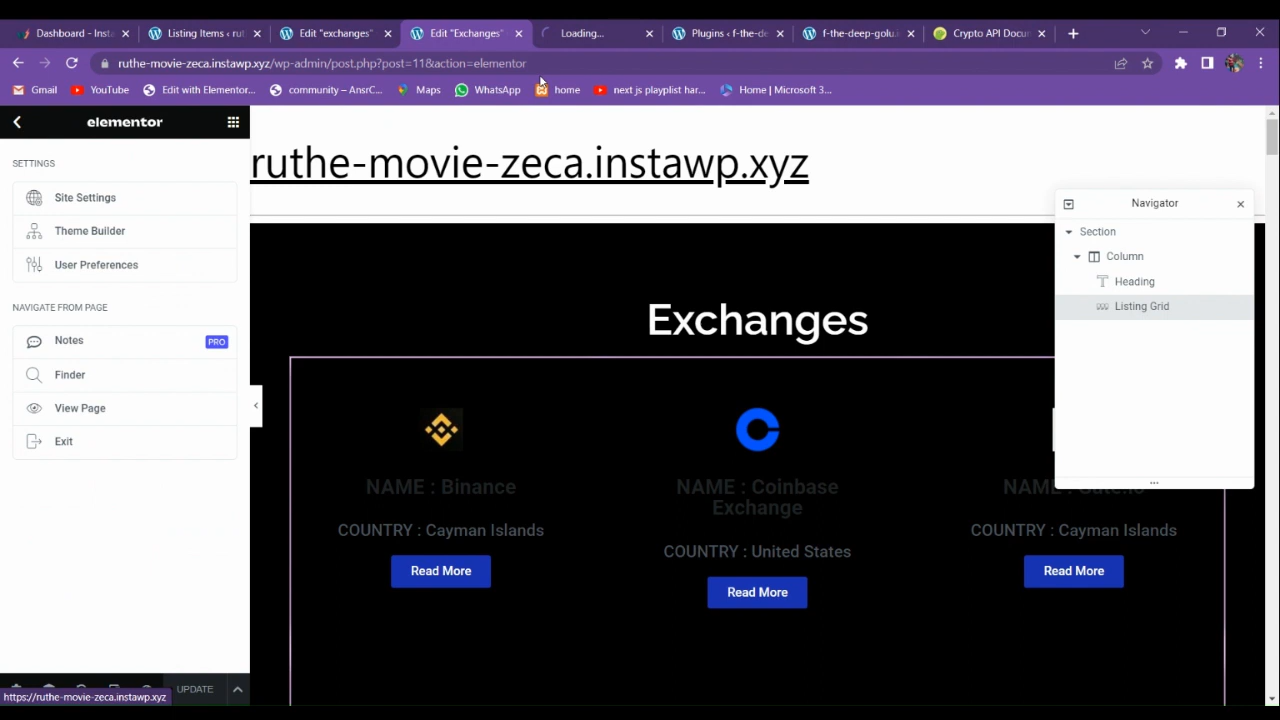 Dashboard - Insta
Listing Items ‹ rut
Edit "exchanges"
Edit "Exchanges"
Loading...
Plugins ‹ f-the-de
f-the-deep-golu.
Crypto API Docum
ruthe-movie-zeca.instawp.xyz/wp-admin/post.php?post=11&action=elementor
Gmail
YouTube
Edit with Elementor...
community – AnsrC...
Maps
WhatsApp
home
next js playplist har...
Home | Microsoft 3...
elementor
SETTINGS
Site Settings
Theme Builder
User Preferences
NAVIGATE FROM PAGE
Notes
PRO
Finder
View Page
Exit
UPDATE
https://ruthe-movie-zeca.instawp.xyz
ruthe-movie-zeca.instawp.xyz
Exchanges
NAME : Binance
COUNTRY : Cayman Islands
Read More
NAME : Coinbase
Exchange
COUNTRY : United States
Read More
NAME : Gate.io
COUNTRY : Cayman Islands
Read More
Navigator
Section
Column
Heading
Listing Grid